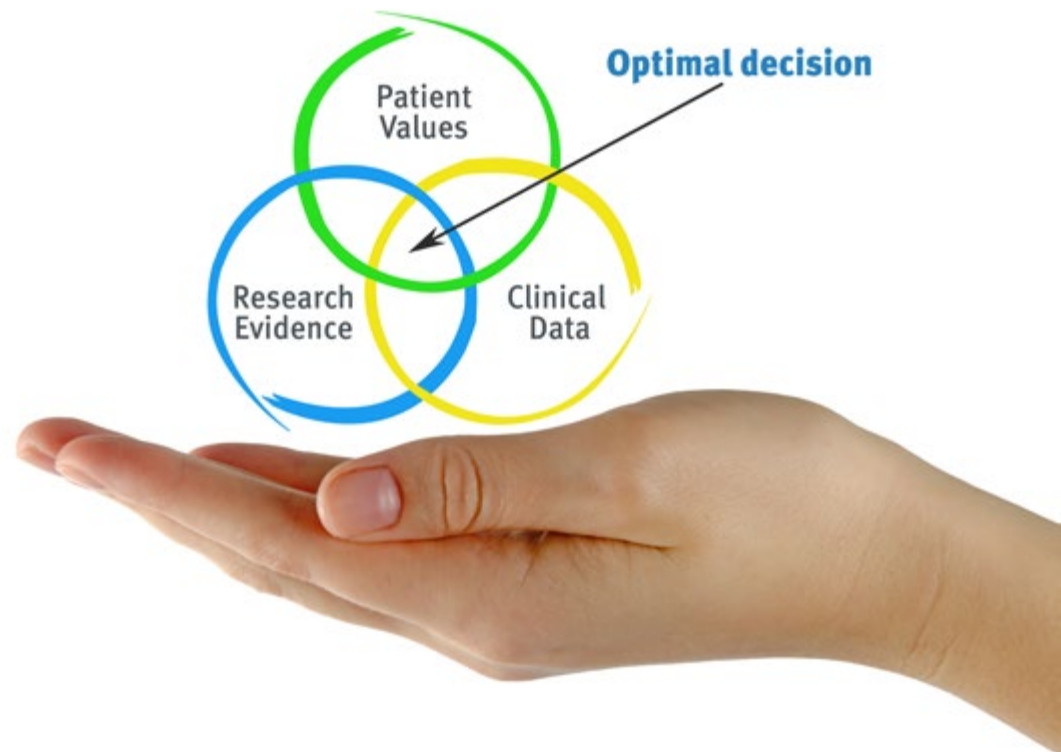 Optimal decision
Patient
Values
Research
Evidence
Clinical
Data